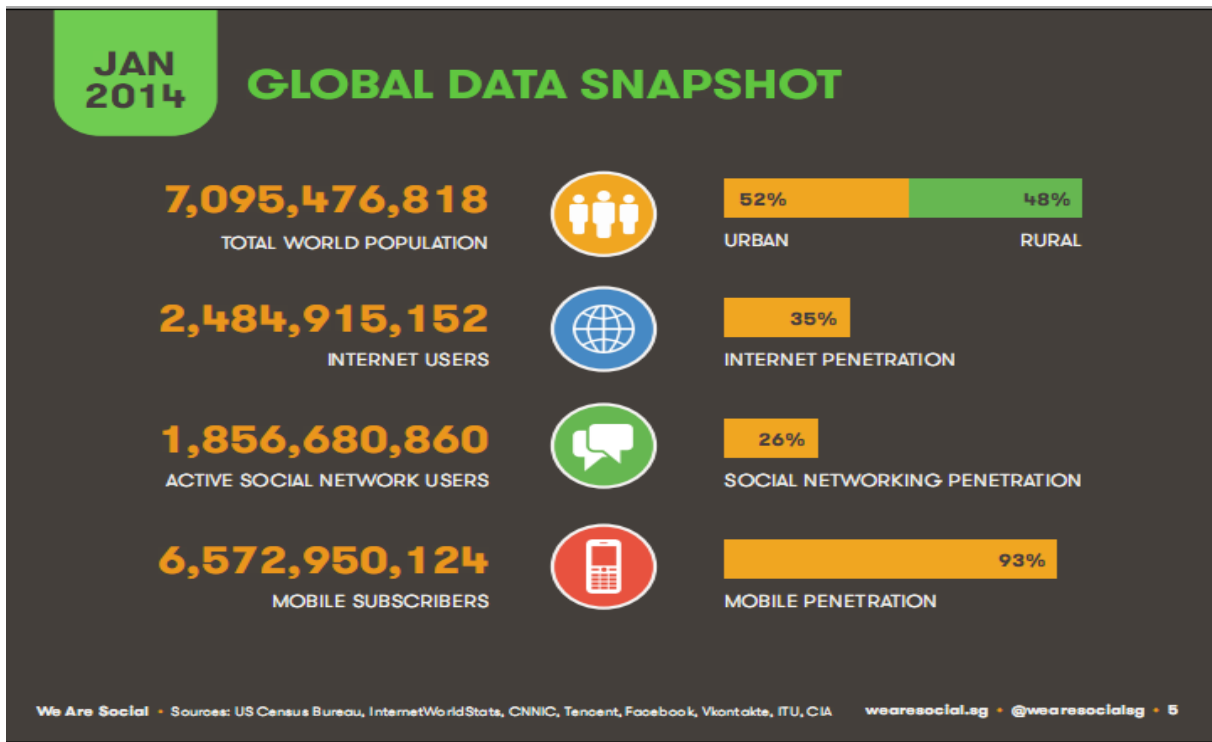 JAN
2014
GLOBAL DATA SNAPSHOT
7,095,476,818
TOTAL WORLD POPULATION
52% 48%
URBAN RURAL
2,484,915,152
INTERNET USERS
35%
INTERNET PENETRATION
1,856,680,860
ACTIVE SOCIAL NETWORK USERS
26%
SOCIAL NETWORKING PENETRATION
6,572,950,124
MOBILE SUBSCRIBERS
93%
MOBILE PENETRATION
We Are Social • Sources: US Census Bureau, InternetWorldStats, CNNIC, Tencent, Facebook, Vkontakte, ITU, CIA wearesocial.sg • @wearesocialsg • 5